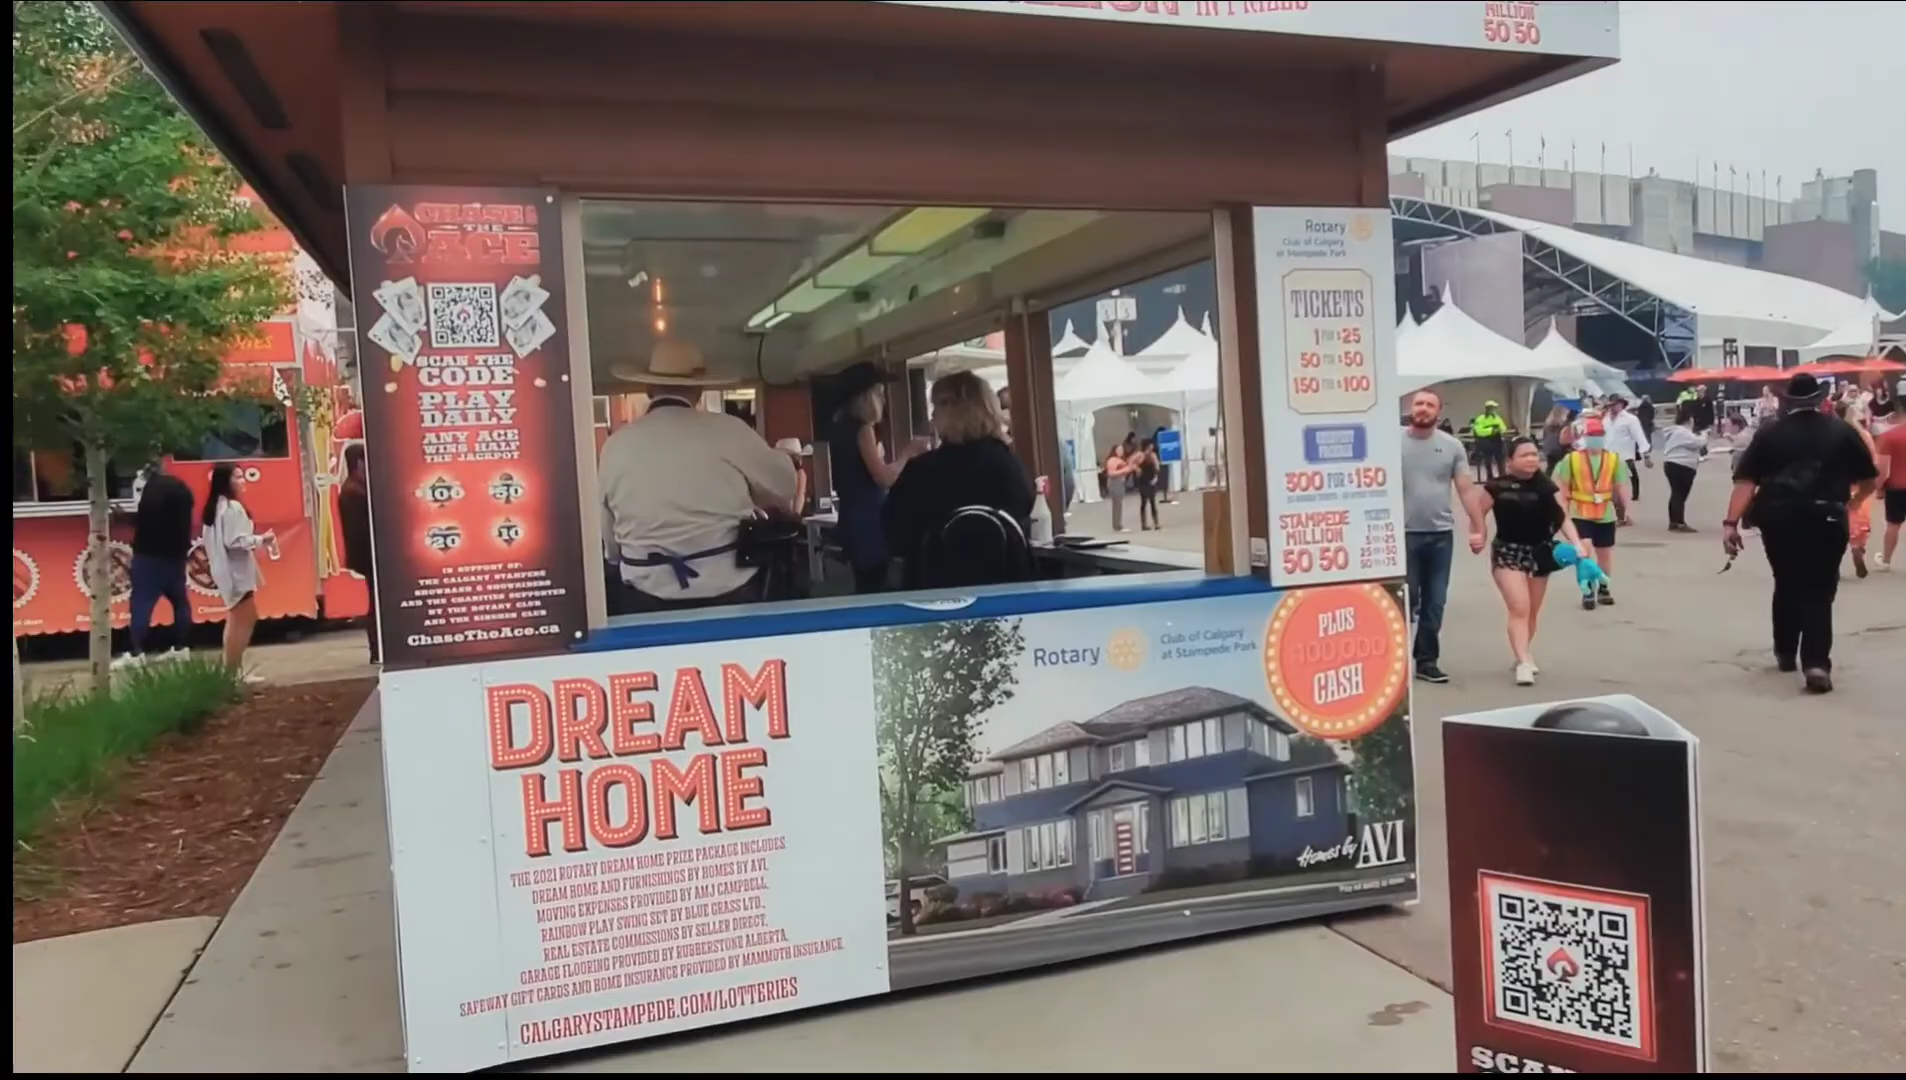 IN PRIZES
MILLION
50 50
CHASE
THE
ACE
SCAN THE
CODE
PLAY
DAILY
ANY ACE
WINS HALF
THE JACKPOT
$100
$50
$20
$10
IN SUPPORT OF:
THE CALGARY STAMPEDE
SHOWBAND & SHOWRIDERS
AND THE CHARITIES SUPPORTED
BY THE ROTARY CLUB
AND THE KINSMEN CLUB
ChaseTheAce.ca
Rotary
Club of Calgary
at Stampede Park
TICKETS
1 FOR $25
50 FOR $50
150 FOR $100
300 FOR $150
STAMPEDE
MILLION
50 50
TICKETS
1 FOR $10
5 FOR $25
25 FOR $50
50 FOR $75
DREAM
HOME
THE 2021 ROTARY DREAM HOME PRIZE PACKAGE INCLUDES:
DREAM HOME AND FURNISHINGS BY HOMES BY AVI,
MOVING EXPENSES PROVIDED BY AMJ CAMPBELL,
RAINBOW PLAY SWING SET BY BLUE GRASS LTD.,
REAL ESTATE COMMISSIONS BY SELLER DIRECT,
GARAGE FLOORING PROVIDED BY RUBBERSTONE ALBERTA,
SAFEWAY GIFT CARDS AND HOME INSURANCE PROVIDED BY MAMMOTH INSURANCE.
CALGARYSTAMPEDE.COM/LOTTERIES
Rotary
Club of Calgary
at Stampede Park
PLUS
$100,000
CASH
Homes by AVI